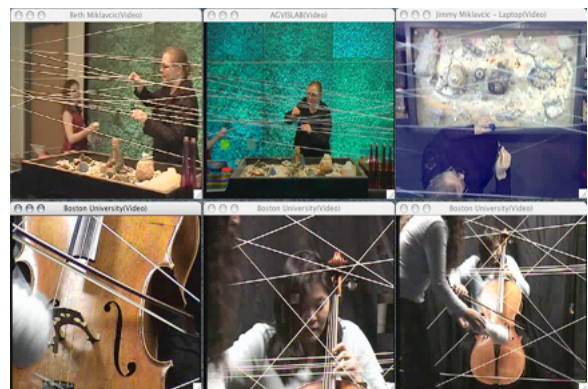 Beth Miklavcic(Video)
AGVISLAB(Video)
Jimmy Miklavcic - Laptop(Video)
Boston University(Video)
Boston University(Video)
Boston University(Video)